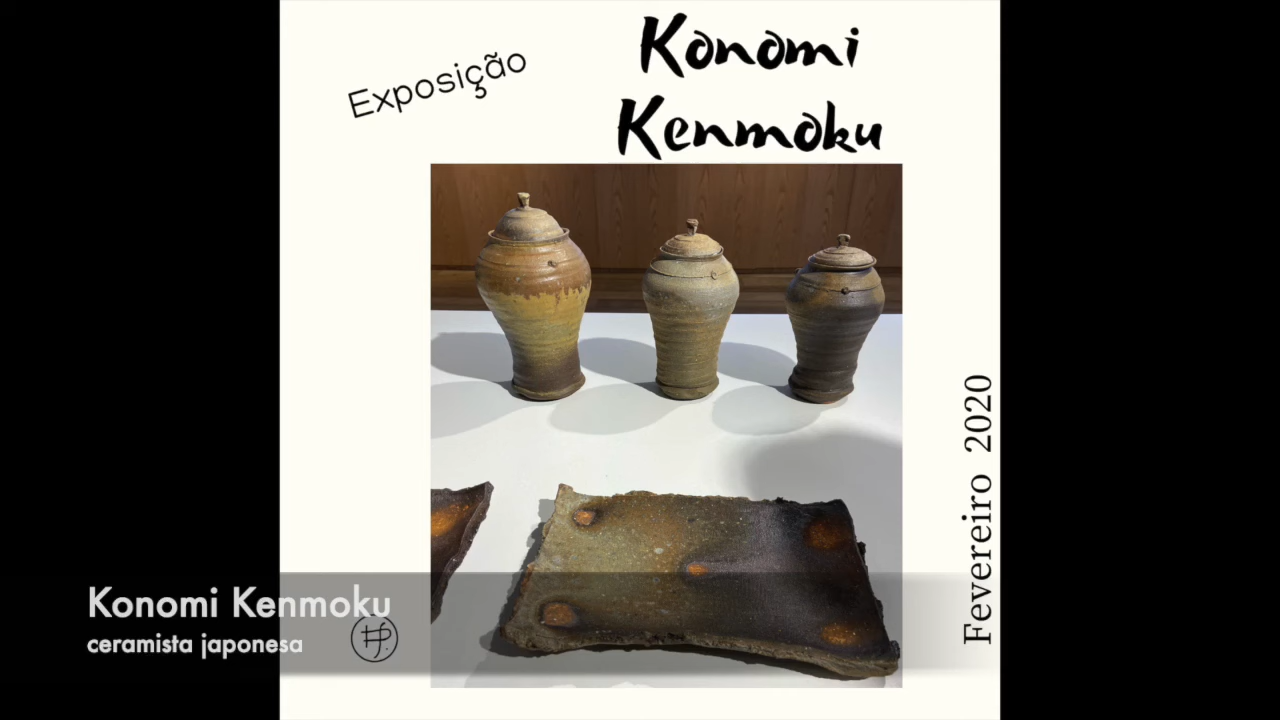 Exposição
Konomi
Kenmoku
Fevereiro 2020
Konomi Kenmoku
ceramista japonesa